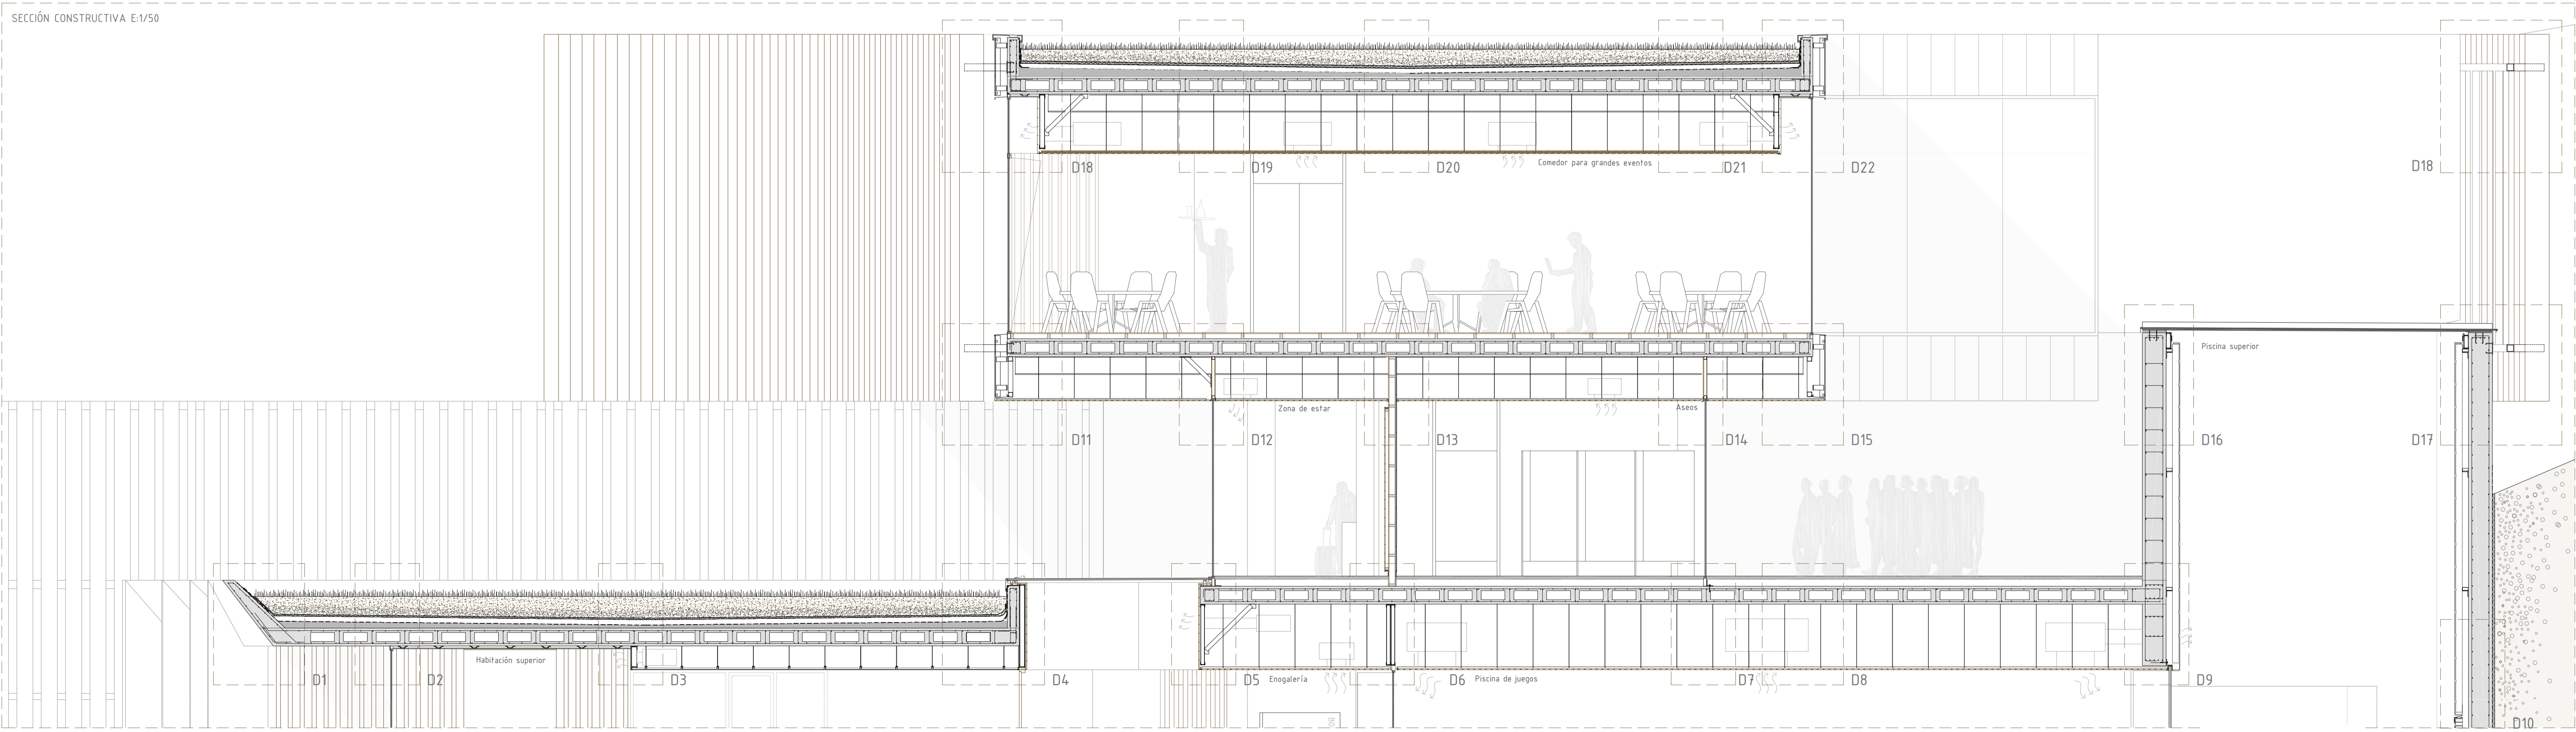 SECCIÓN CONSTRUCTIVA E:1/50
D18
D19
D20
Comedor para grandes eventos
D21
D22
D18
Piscina superior
D11
Zona de estar
D12
D13
Aseos
D14
D15
D16
D17
Habitación superior
D1
D2
D3
D4
D5
Enogalería
D6
Piscina de juegos
D7
D8
D9
D10